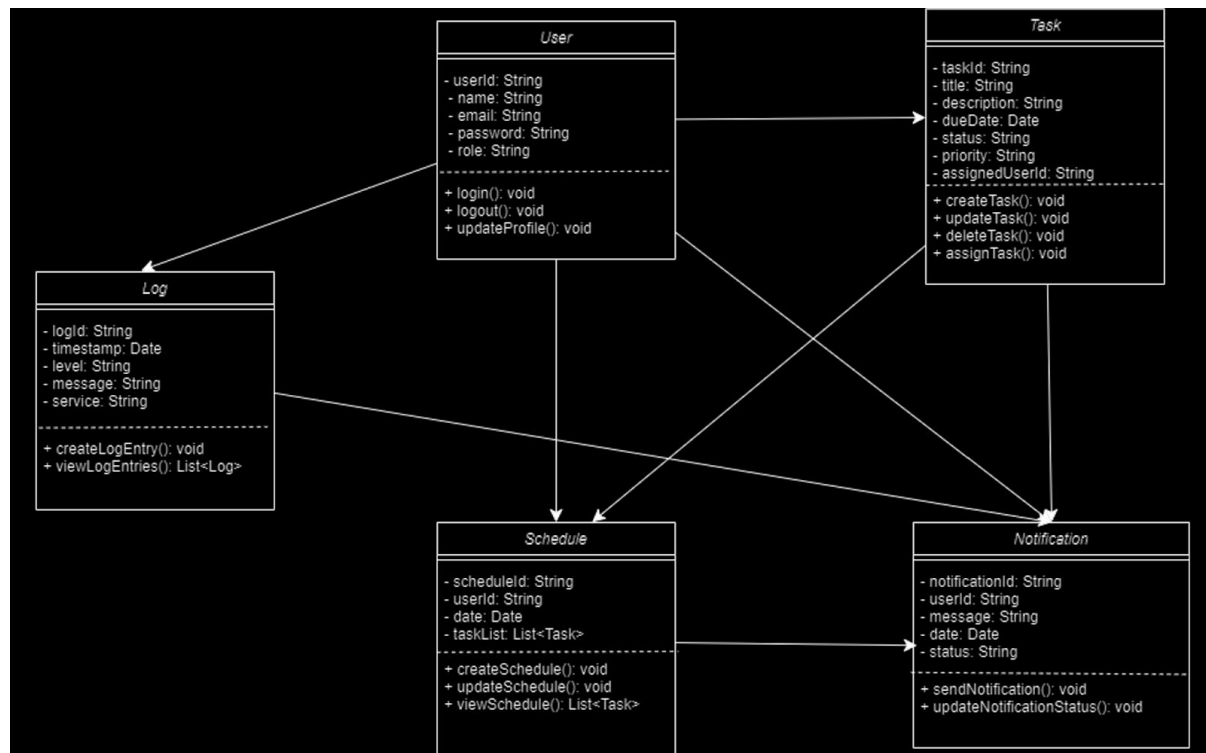 User
- userId: String
- name: String
- email: String
- password: String
- role: String
+ login(): void
+ logout(): void
+ updateProfile(): void
Task
- taskId: String
- title: String
- description: String
- dueDate: Date
- status: String
- priority: String
- assignedUserId: String
+ createTask(): void
+ updateTask(): void
+ deleteTask(): void
+ assignTask(): void
Log
- logId: String
- timestamp: Date
- level: String
- message: String
- service: String
+ createLogEntry(): void
+ viewLogEntries(): List<Log>
Schedule
- scheduleId: String
- userId: String
- date: Date
- taskList: List<Task>
+ createSchedule(): void
+ updateSchedule(): void
+ viewSchedule(): List<Task>
Notification
- notificationId: String
- userId: String
- message: String
- date: Date
- status: String
+ sendNotification(): void
+ updateNotificationStatus(): void